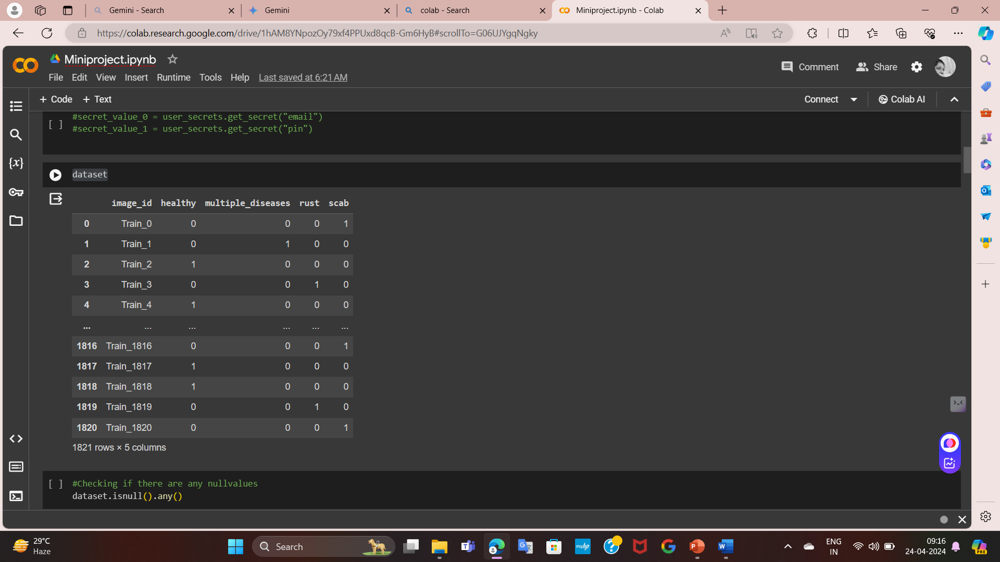 Gemini - Search
Gemini
colab - Search
Miniproject.ipynb - Colab
https://colab.research.google.com/drive/1hAM8YNpozOy79xf4PPUxd8qcB-Gm6HyB#scrollTo=G06UJYgqNgky
Miniproject.ipynb
Comment
Share
File Edit View Insert Runtime Tools Help Last saved at 6:21 AM
+ Code + Text
Connect
Colab AI
[ ] #secret_value_0 = user_secrets.get_secret("email")
#secret_value_1 = user_secrets.get_secret("pin")
{x}
dataset
image_id healthy multiple_diseases rust scab
0 Train_0 0 0 0 1
1 Train_1 0 1 0 0
2 Train_2 1 0 0 0
3 Train_3 0 0 1 0
4 Train_4 1 0 0 0
... ... ... ... ... ...
1816 Train_1816 0 0 0 1
1817 Train_1817 1 0 0 0
1818 Train_1818 1 0 0 0
1819 Train_1819 0 0 1 0
1820 Train_1820 0 0 0 1
1821 rows × 5 columns
[ ] #Checking if there are any nullvalues
dataset.isnull().any()
29°C
Haze
Search
myhp
ENG
IN
09:16
24-04-2024
PRE